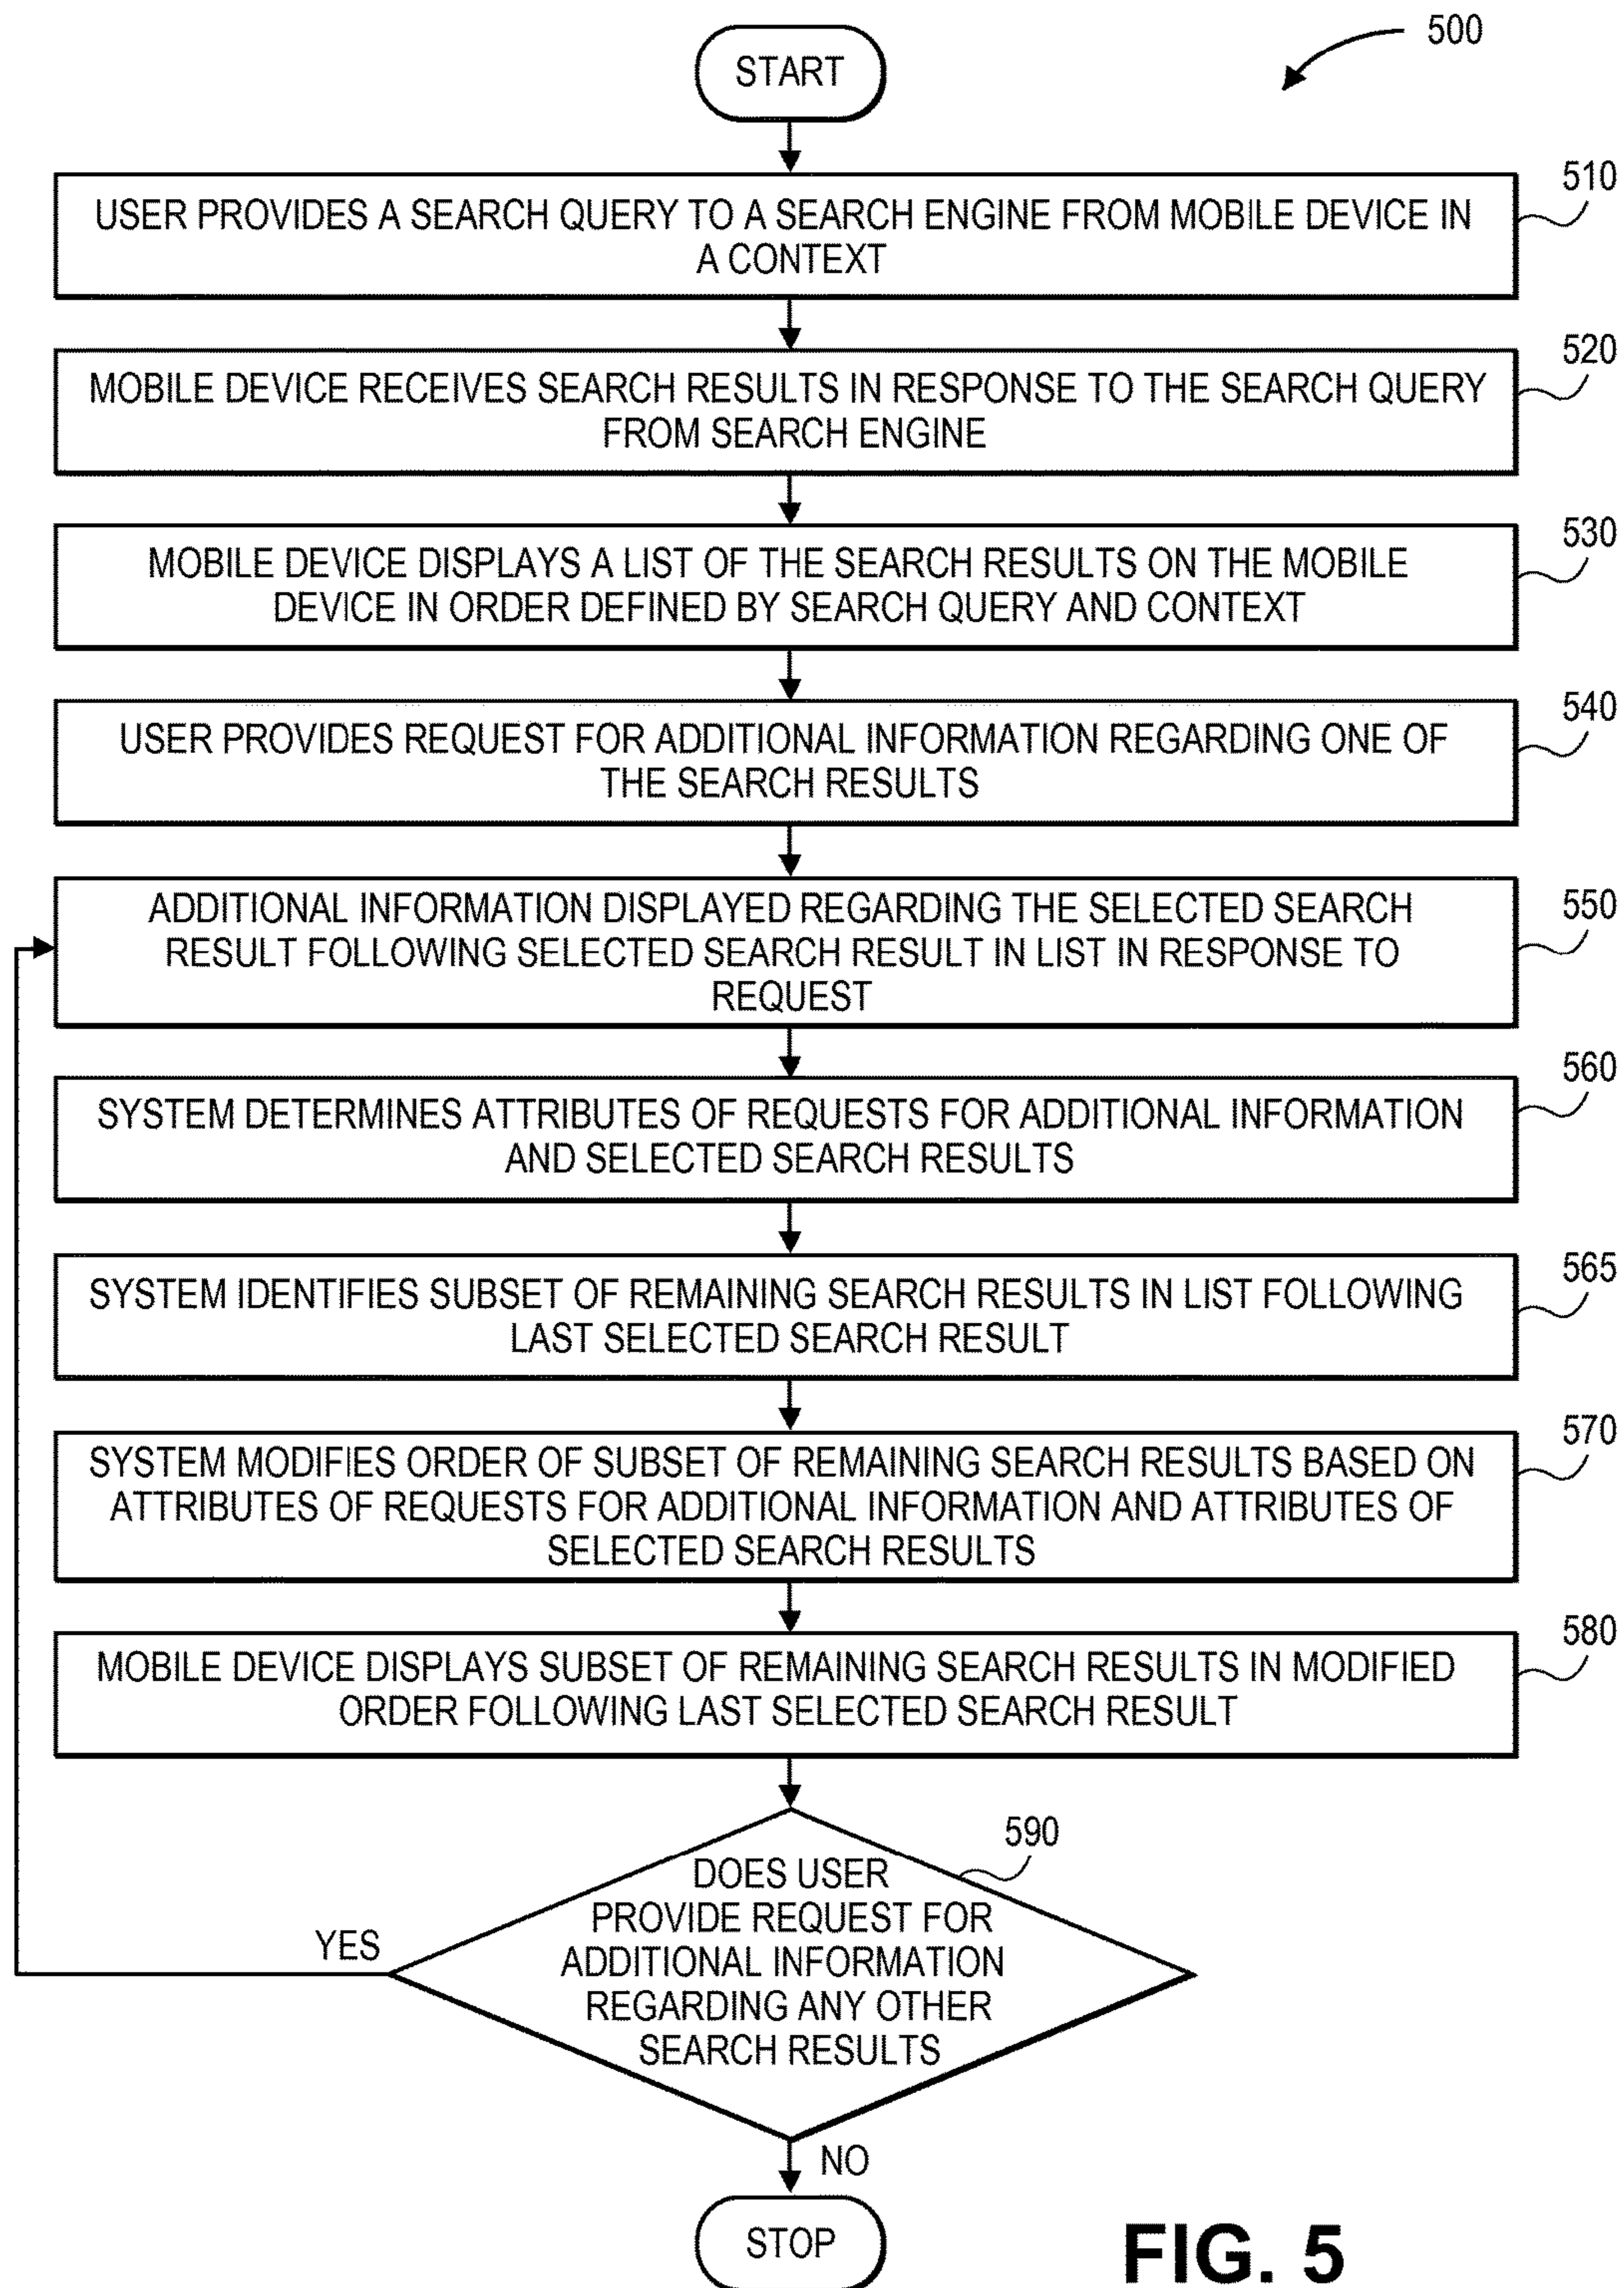 500
START
510
USER PROVIDES A SEARCH QUERY TO A SEARCH ENGINE FROM MOBILE DEVICE IN
A CONTEXT
520
MOBILE DEVICE RECEIVES SEARCH RESULTS IN RESPONSE TO THE SEARCH QUERY
FROM SEARCH ENGINE
530
MOBILE DEVICE DISPLAYS A LIST OF THE SEARCH RESULTS ON THE MOBILE
DEVICE IN ORDER DEFINED BY SEARCH QUERY AND CONTEXT
540
USER PROVIDES REQUEST FOR ADDITIONAL INFORMATION REGARDING ONE OF
THE SEARCH RESULTS
550
ADDITIONAL INFORMATION DISPLAYED REGARDING THE SELECTED SEARCH
RESULT FOLLOWING SELECTED SEARCH RESULT IN LIST IN RESPONSE TO
REQUEST
560
SYSTEM DETERMINES ATTRIBUTES OF REQUESTS FOR ADDITIONAL INFORMATION
AND SELECTED SEARCH RESULTS
565
SYSTEM IDENTIFIES SUBSET OF REMAINING SEARCH RESULTS IN LIST FOLLOWING
LAST SELECTED SEARCH RESULT
570
SYSTEM MODIFIES ORDER OF SUBSET OF REMAINING SEARCH RESULTS BASED ON
ATTRIBUTES OF REQUESTS FOR ADDITIONAL INFORMATION AND ATTRIBUTES OF
SELECTED SEARCH RESULTS
580
MOBILE DEVICE DISPLAYS SUBSET OF REMAINING SEARCH RESULTS IN MODIFIED
ORDER FOLLOWING LAST SELECTED SEARCH RESULT
590
DOES USER
PROVIDE REQUEST FOR
ADDITIONAL INFORMATION
REGARDING ANY OTHER
SEARCH RESULTS
YES
NO
STOP
FIG. 5